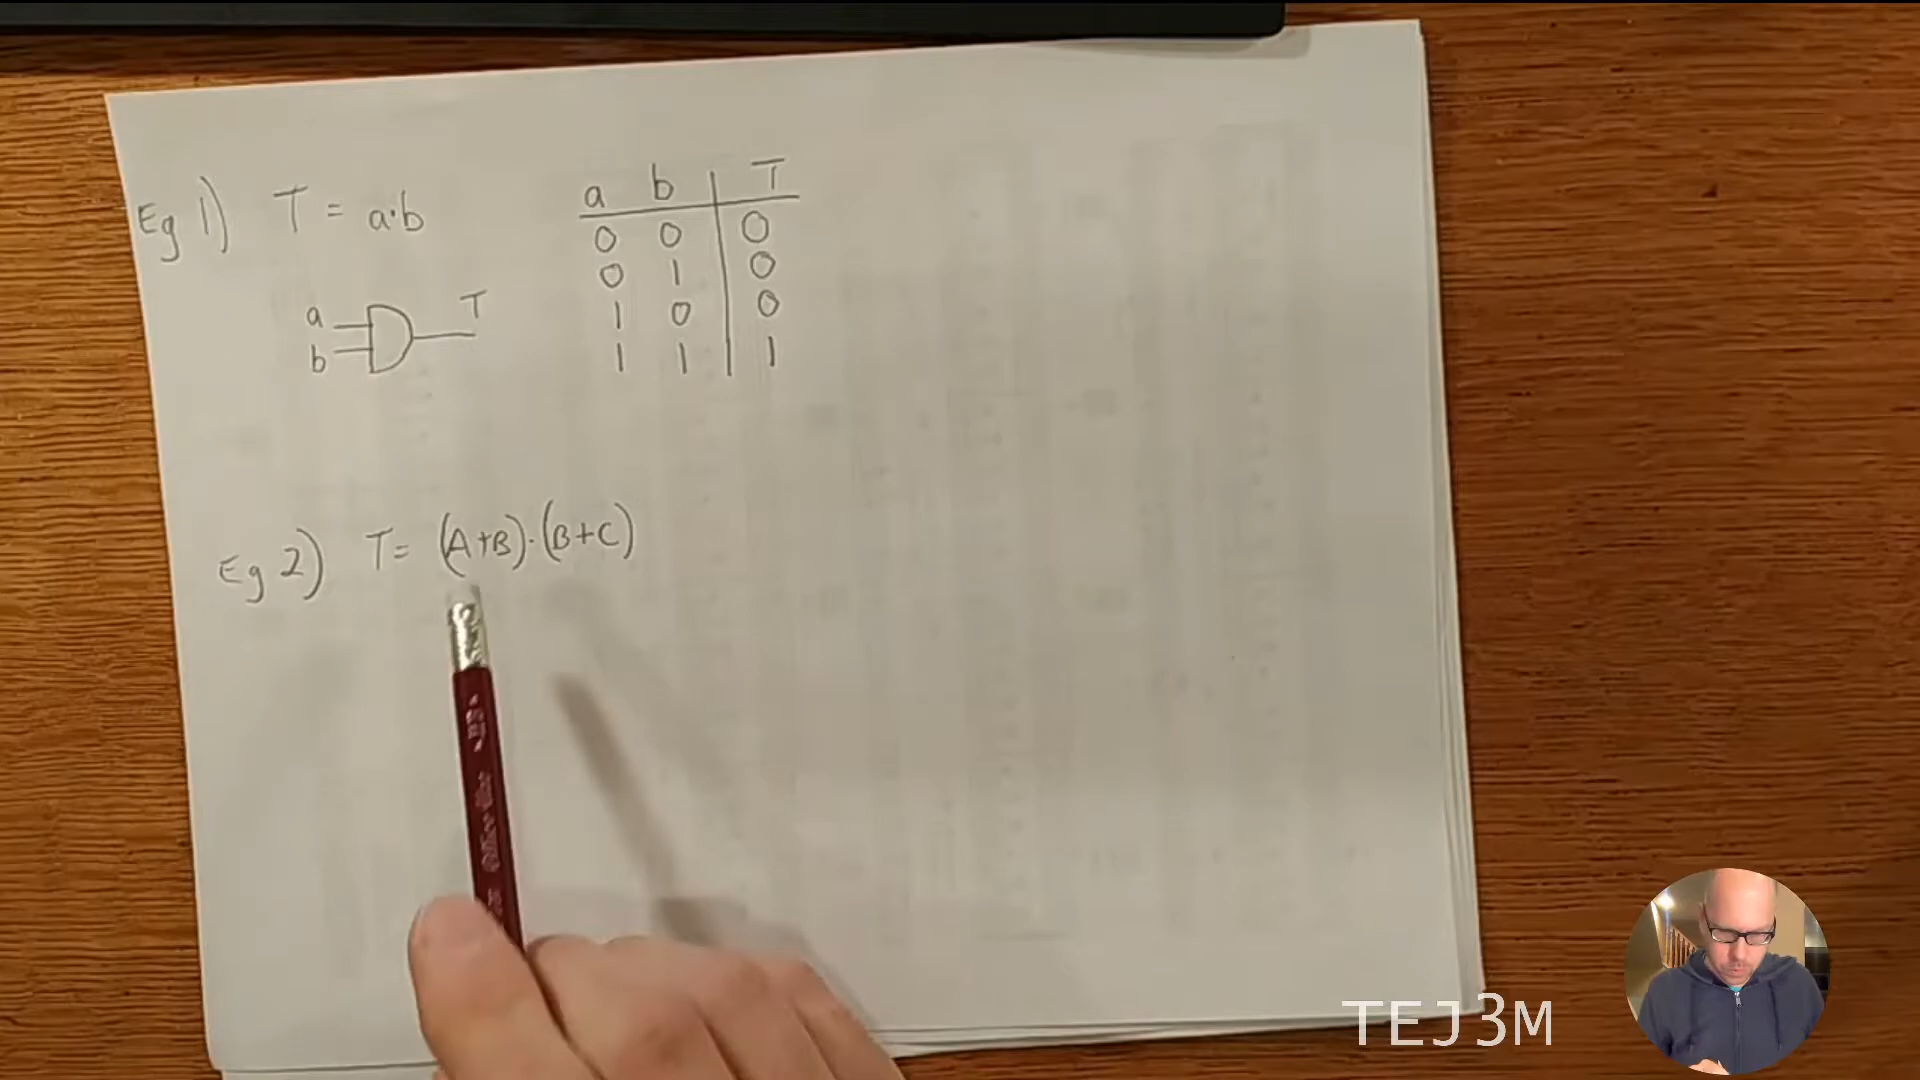 Eg 1) T = a·b
a b T
0 0 0
0 1 0
1 0 0
1 1 1
a T
b
Eg 2) T = (A+B)·(B+C)
TEJ3M